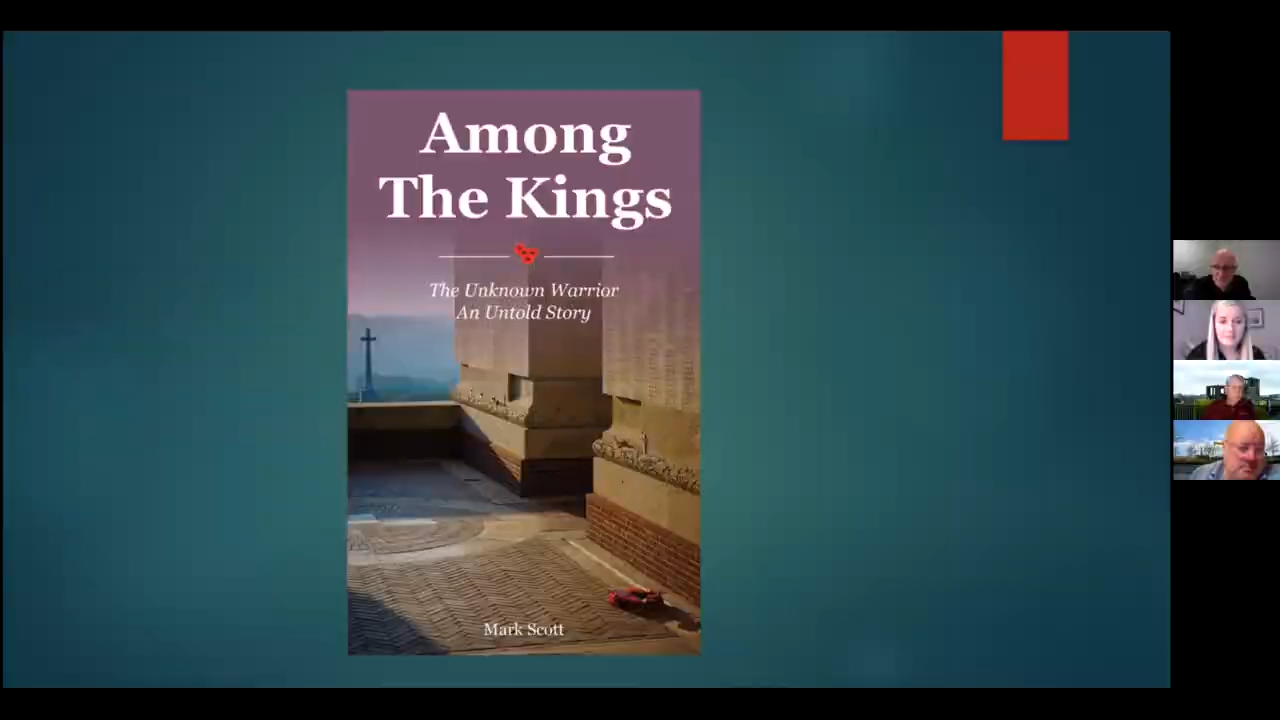 Among
The Kings
The Unknown Warrior
An Untold Story
Mark Scott